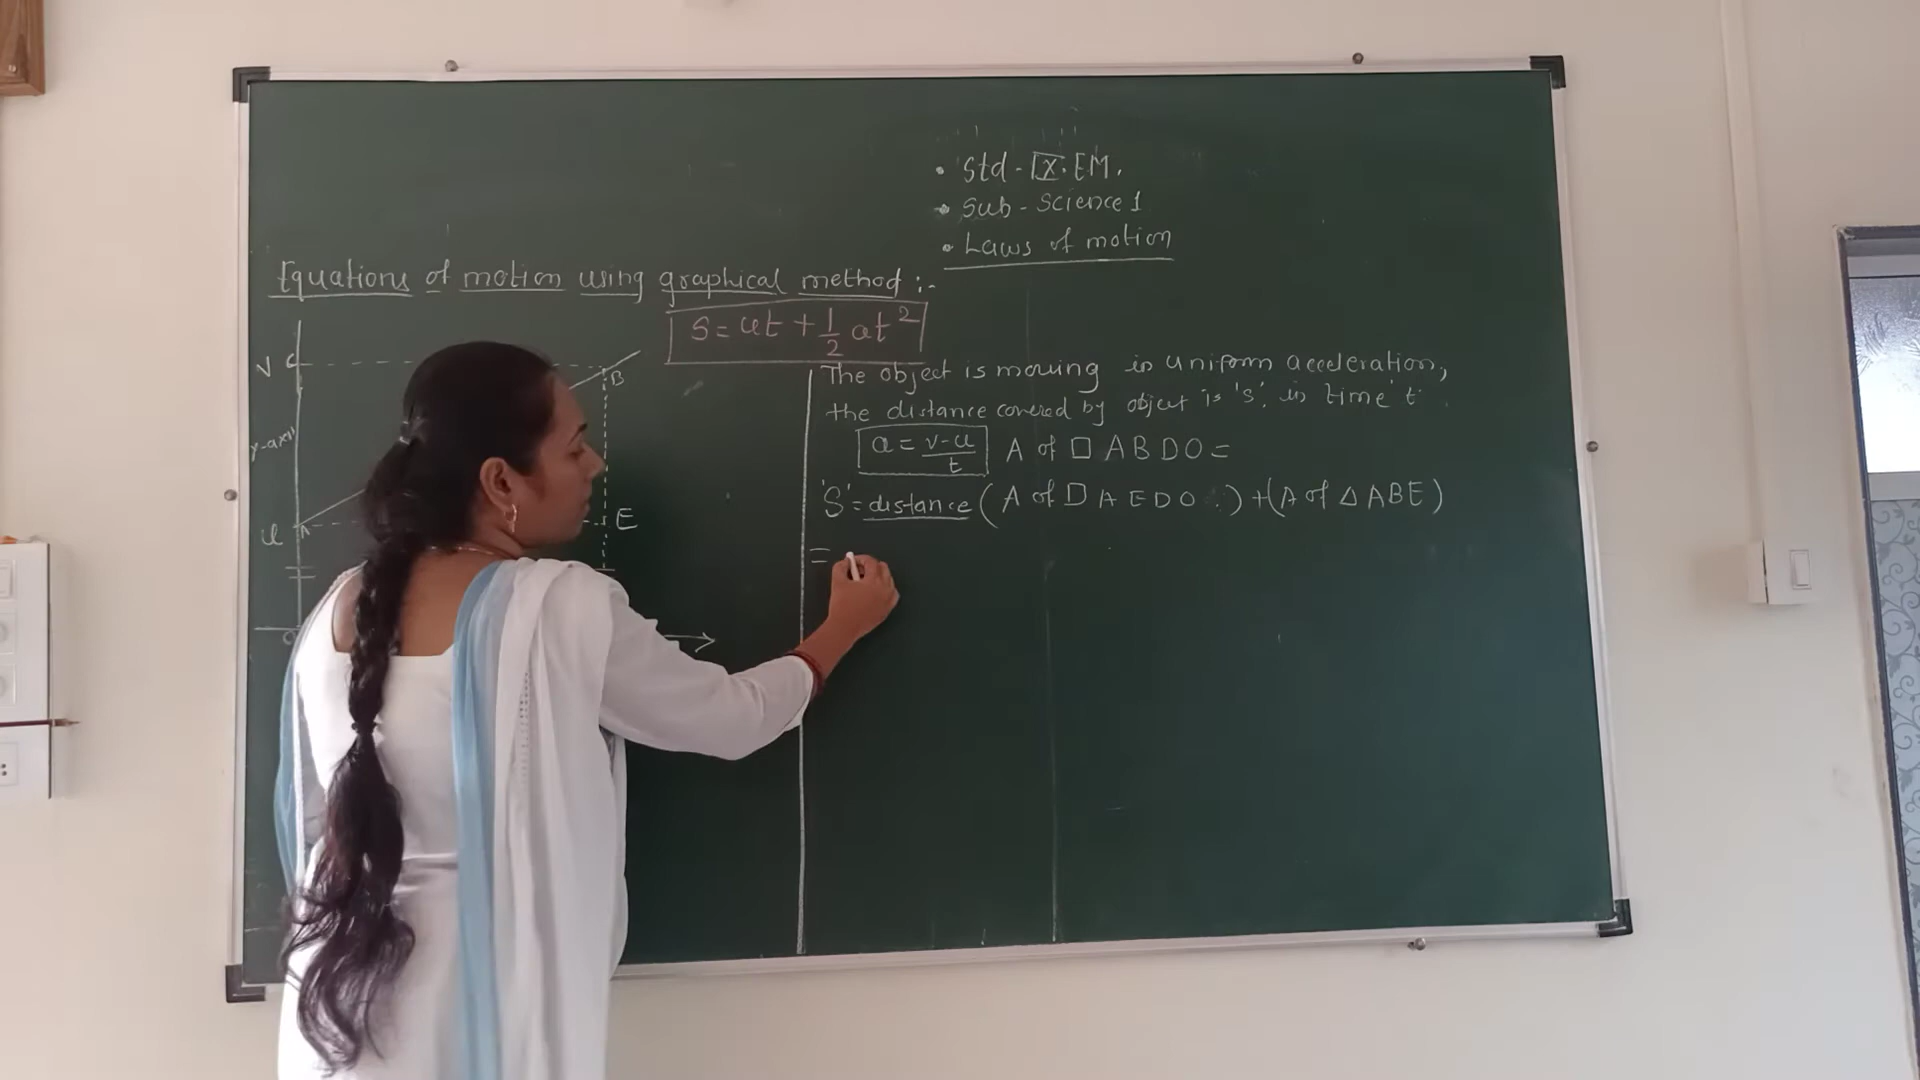 • Std - IX. EM.
• Sub - Science 1
• Laws of motion
Equations of motion using graphical method :-
S = ut + 1/2 at²
V C
B
y-axis
u A
E
The object is moving in uniform acceleration,
the distance covered by object is 's'. in time 't'
a = v-u/t A of □ ABDO =
'S' = distance (A of □ AEDO) + (A of △ ABE)
=